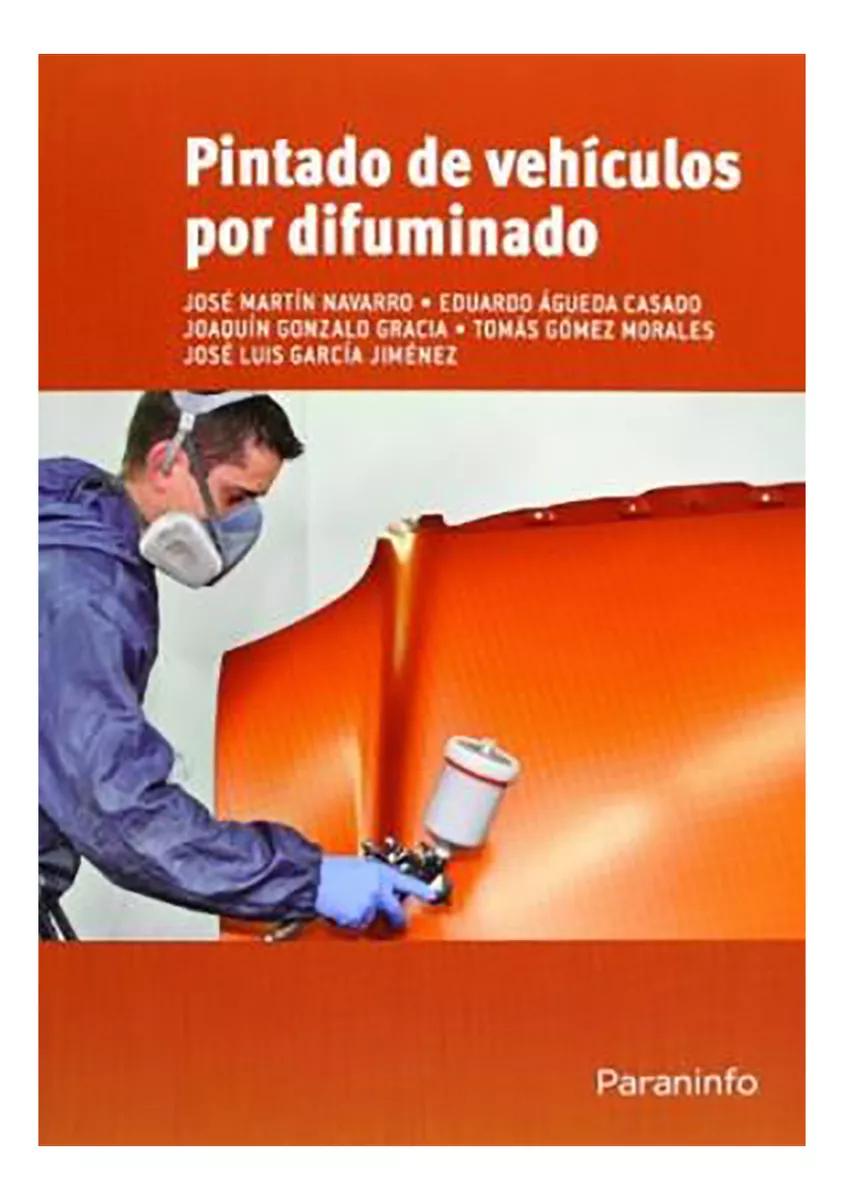 Pintado de vehículos
por difuminado
JOSÉ MARTÍN NAVARRO • EDUARDO ÁGUEDA CASADO
JOAQUÍN GONZALO GRACIA • TOMÁS GÓMEZ MORALES
JOSÉ LUIS GARCÍA JIMÉNEZ
Paraninfo